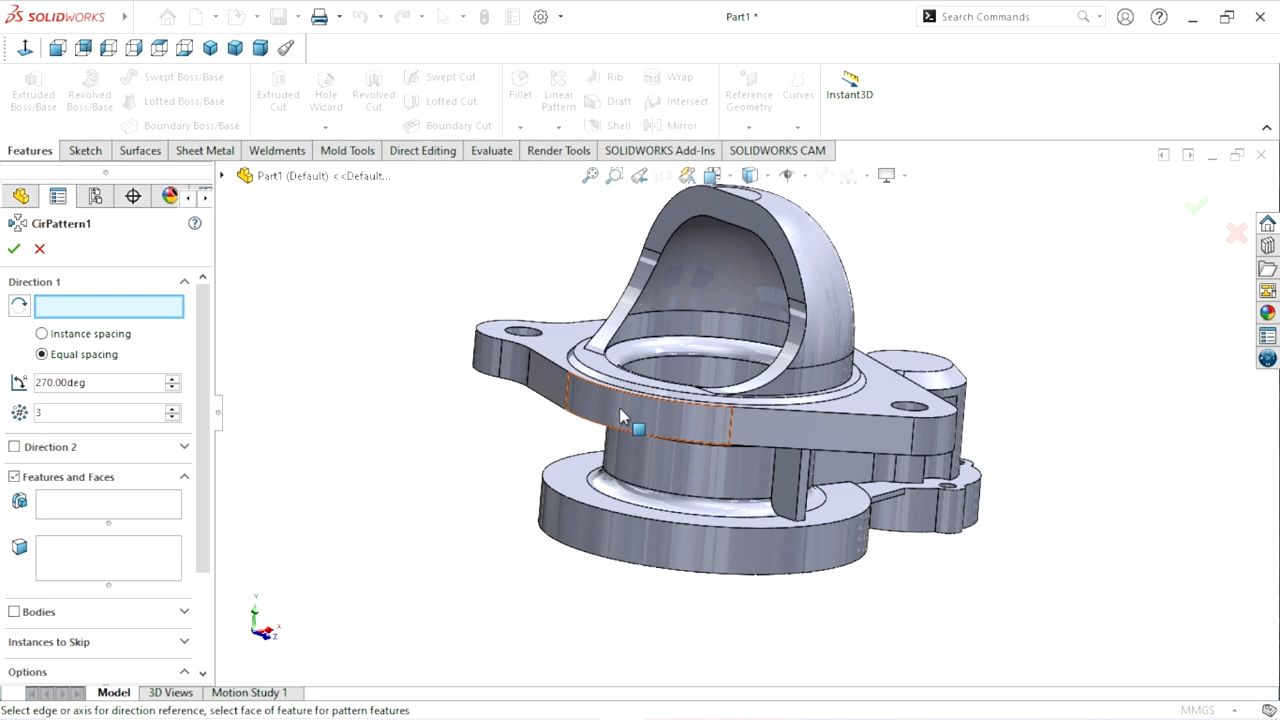 SOLIDWORKS
Part1 *
Search Commands
Extruded Boss/Base
Revolved Boss/Base
Swept Boss/Base
Lofted Boss/Base
Boundary Boss/Base
Extruded Cut
Hole Wizard
Revolved Cut
Swept Cut
Lofted Cut
Boundary Cut
Fillet
Linear Pattern
Rib
Draft
Shell
Wrap
Intersect
Mirror
Reference Geometry
Curves
Instant3D
Features
Sketch
Surfaces
Sheet Metal
Weldments
Mold Tools
Direct Editing
Evaluate
Render Tools
SOLIDWORKS Add-Ins
SOLIDWORKS CAM
Part1 (Default) <<Default...
CirPattern1
Direction 1
Instance spacing
Equal spacing
270.00deg
3
Direction 2
Features and Faces
Bodies
Instances to Skip
Options
Y
X
Z
Model
3D Views
Motion Study 1
Select edge or axis for direction reference, select face of feature for pattern features
MMGS